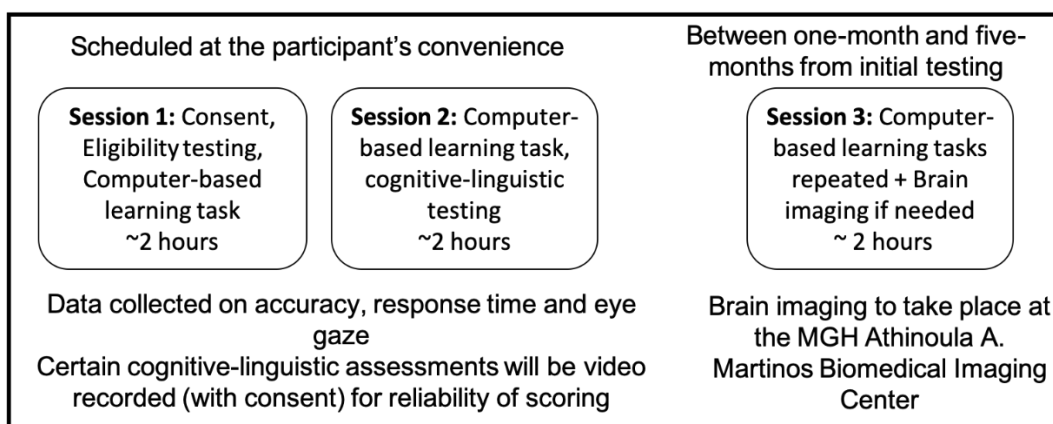 Scheduled at the participant's convenience
Between one-month and five-
months from initial testing
Session 1: Consent,
Eligibility testing,
Computer-based
learning task
~2 hours
Session 2: Computer-
based learning task,
cognitive-linguistic
testing
~2 hours
Session 3: Computer-
based learning tasks
repeated + Brain
imaging if needed
~ 2 hours
Data collected on accuracy, response time and eye
gaze
Certain cognitive-linguistic assessments will be video
recorded (with consent) for reliability of scoring
Brain imaging to take place at
the MGH Athinoula A.
Martinos Biomedical Imaging
Center